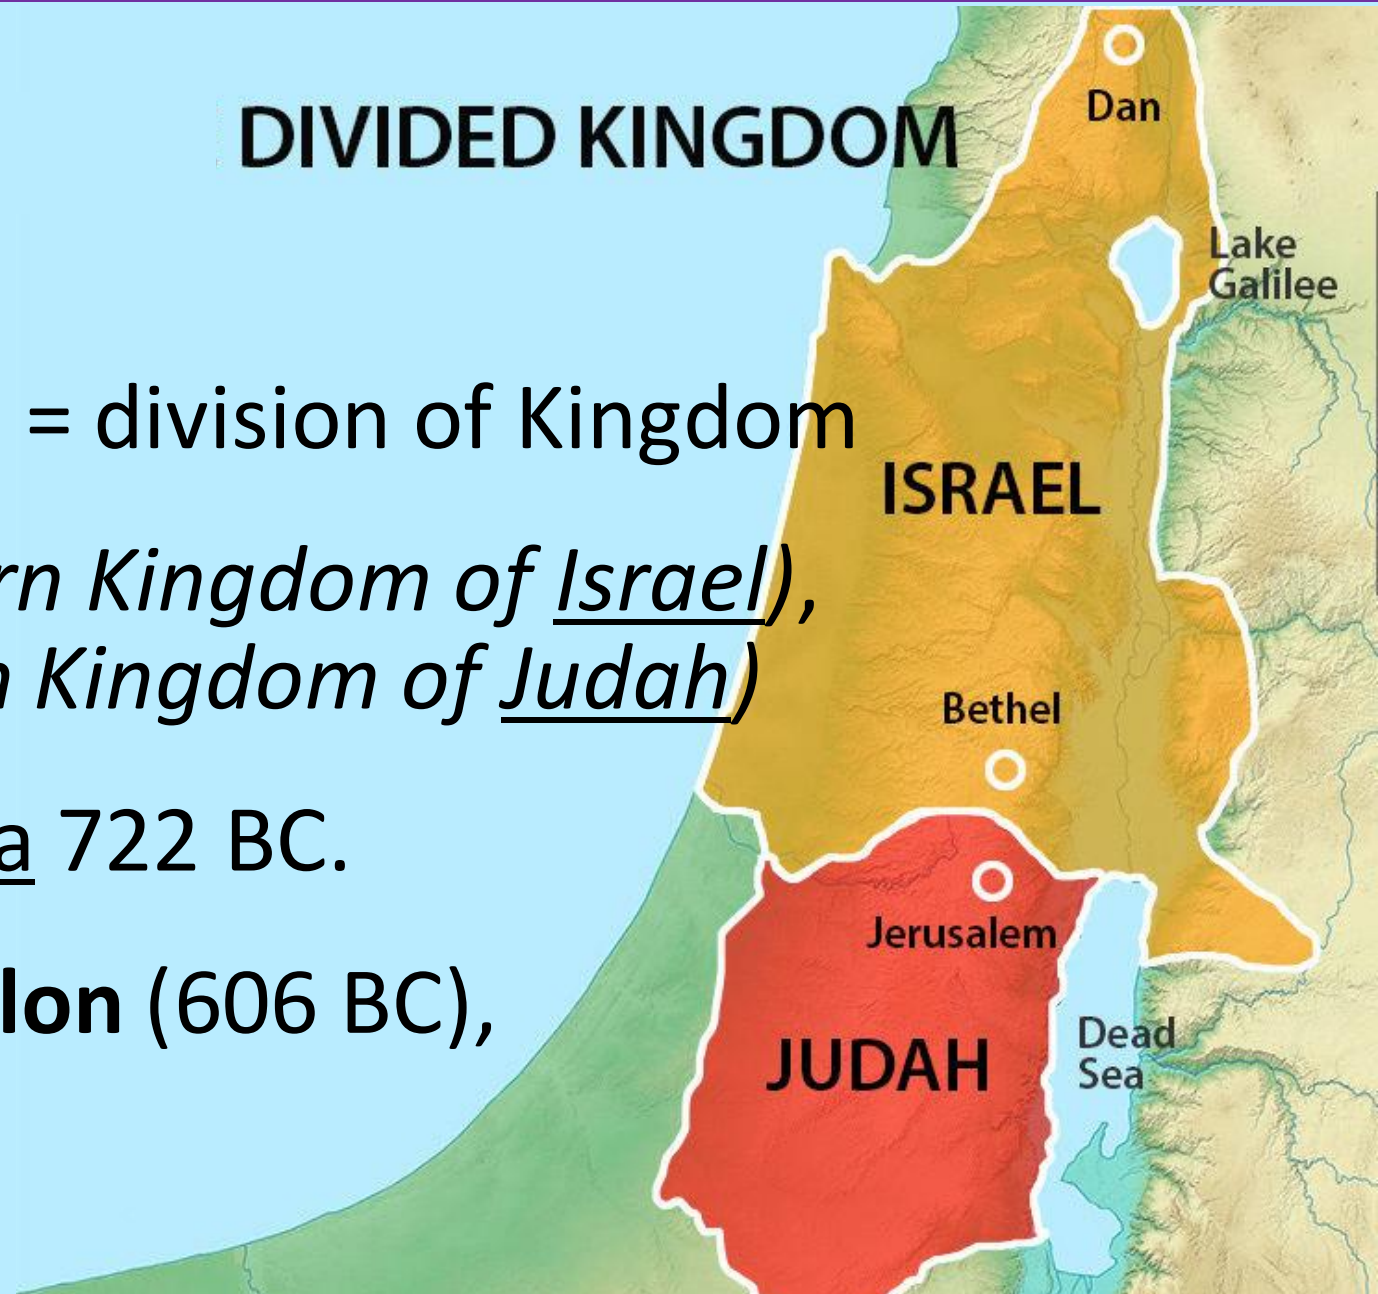 Dan
DIVIDED KINGDOM
Lake
Galilee
= division of Kingdom
ISRAEL
rn Kingdom of Israel),
n Kingdom of Judah)
Bethel
a 722 BC.
Jerusalem
lon (606 BC),
Dead
Sea
JUDAH